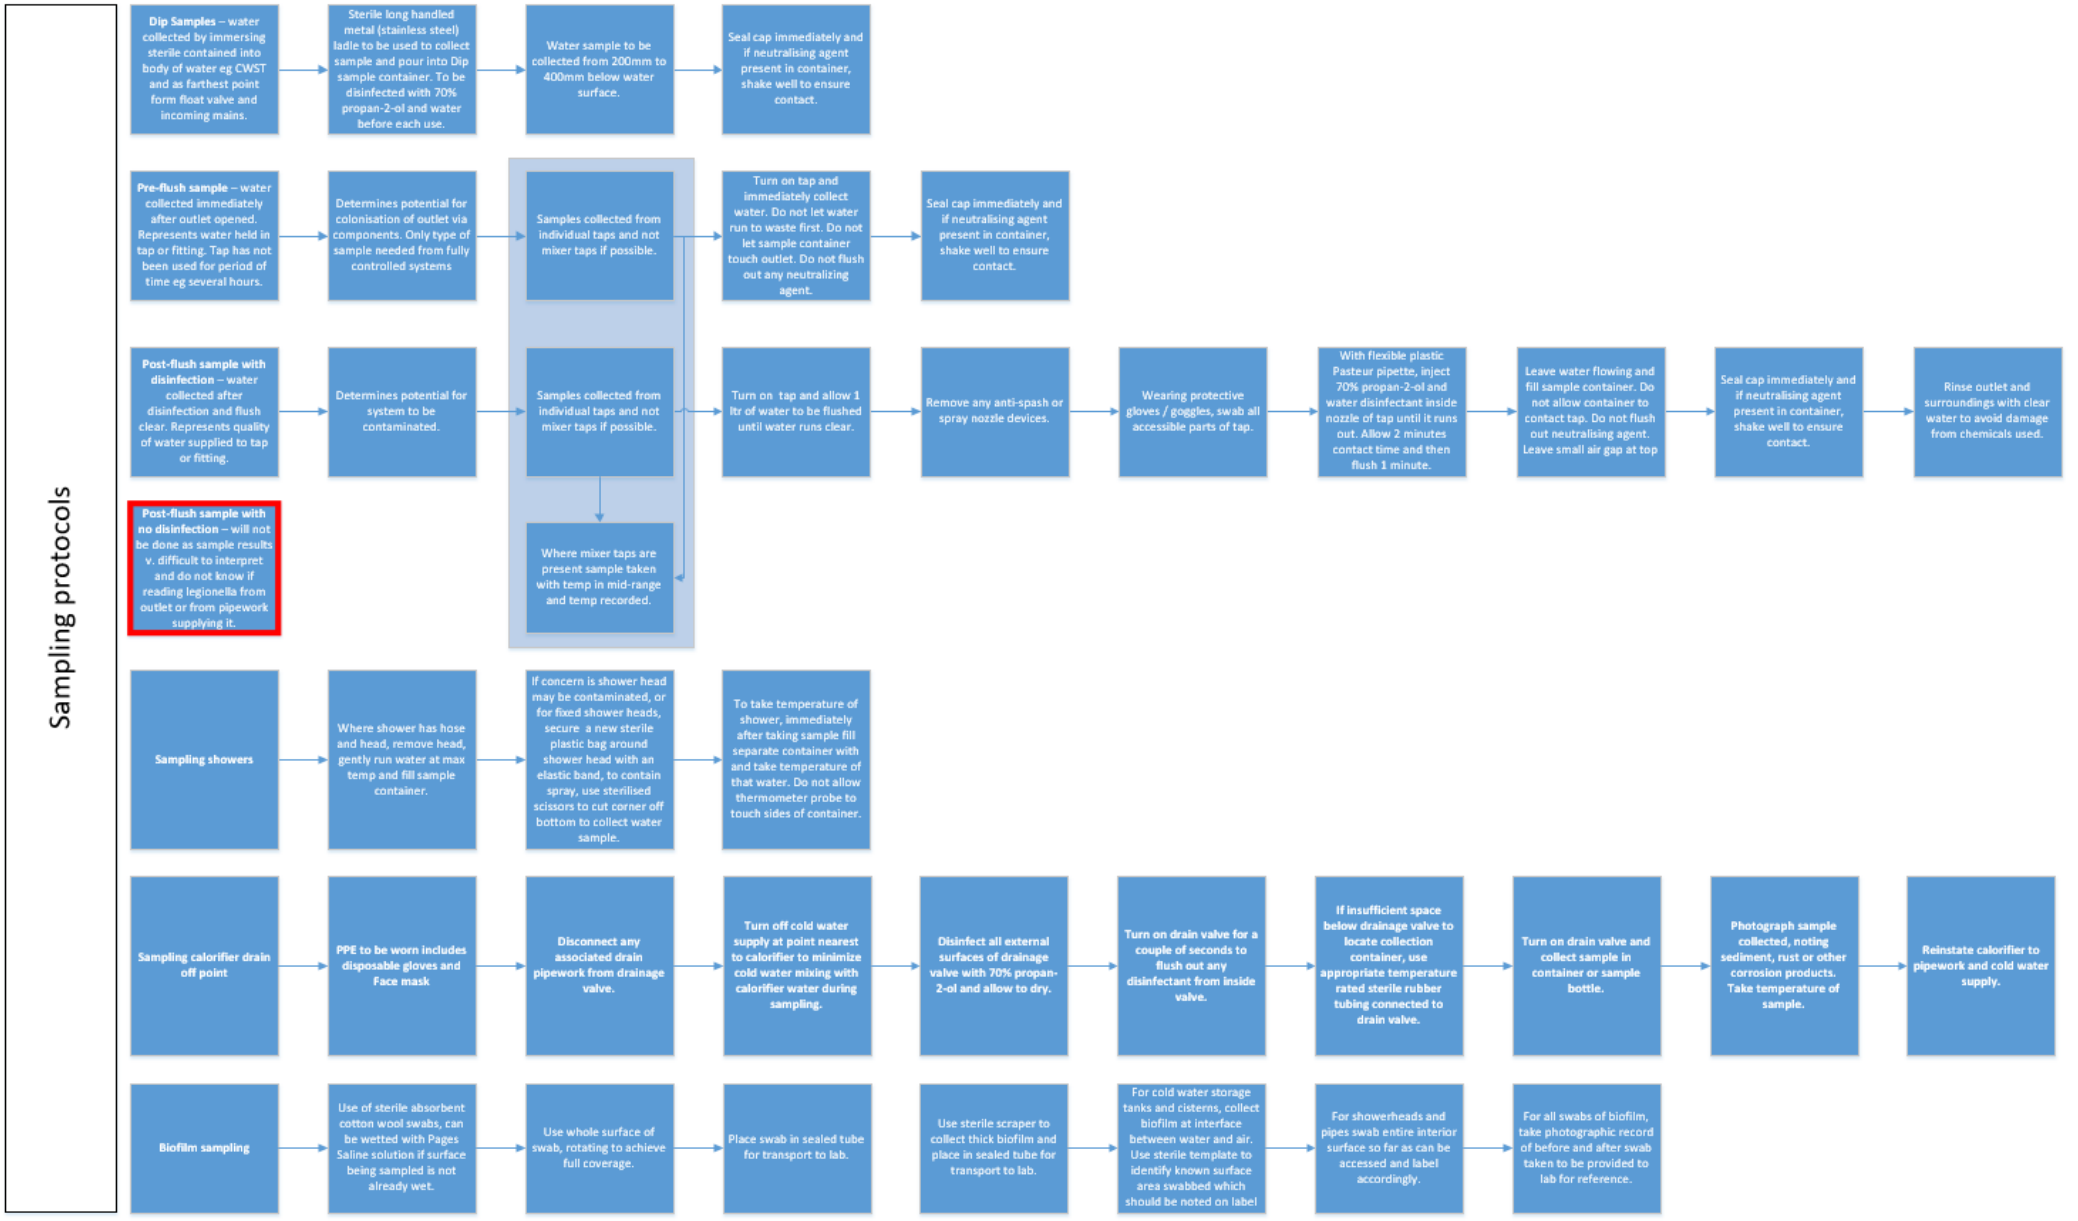 Sampling protocols
Dip Samples – water
collected by immersing
sterile contained into
body of water eg CWST
and as farthest point
form float valve and
incoming mains.
Sterile long handled
metal (stainless steel)
ladle to be used to collect
sample and pour into Dip
sample container. To be
disinfected with 70%
propan-2-ol and water
before each use.
Water sample to be
collected from 200mm to
400mm below water
surface.
Seal cap immediately and
if neutralising agent
present in container,
shake well to ensure
contact.
Pre-flush sample – water
collected immediately
after outlet opened.
Represents water held in
tap or fitting. Tap has not
been used for period of
time eg several hours.
Determines potential for
colonisation of outlet via
components. Only type of
sample needed from fully
controlled systems
Samples collected from
individual taps and not
mixer taps if possible.
Turn on tap and
immediately collect
water. Do not let water
run to waste first. Do not
let sample container
touch outlet. Do not flush
out any neutralizing
agent.
Seal cap immediately and
if neutralising agent
present in container,
shake well to ensure
contact.
Post-flush sample with
disinfection – water
collected after
disinfection and flush
clear. Represents quality
of water supplied to tap
or fitting.
Determines potential for
system to be
contaminated.
Samples collected from
individual taps and not
mixer taps if possible.
Turn on tap and allow 1
ltr of water to be flushed
until water runs clear.
Remove any anti-spash or
spray nozzle devices.
Wearing protective
gloves / goggles, swab all
accessible parts of tap.
With flexible plastic
Pasteur pipette, inject
70% propan-2-ol and
water disinfectant inside
nozzle of tap until it runs
out. Allow 2 minutes
contact time and then
flush 1 minute.
Leave water flowing and
fill sample container. Do
not allow container to
contact tap. Do not flush
out neutralising agent.
Leave small air gap at top
Seal cap immediately and
if neutralising agent
present in container,
shake well to ensure
contact.
Rinse outlet and
surroundings with clear
water to avoid damage
from chemicals used.
Post-flush sample with
no disinfection – will not
be done as sample results
v. difficult to interpret
and do not know if
reading legionella from
outlet or from pipework
supplying it.
Where mixer taps are
present sample taken
with temp in mid-range
and temp recorded.
Sampling showers
Where shower has hose
and head, remove head,
gently run water at max
temp and fill sample
container.
If concern is shower head
may be contaminated, or
for fixed shower heads,
secure a new sterile
plastic bag around
shower head with an
elastic band, to contain
spray, use sterilised
scissors to cut corner off
bottom to collect water
sample.
To take temperature of
shower, immediately
after taking sample fill
separate container with
and take temperature of
that water. Do not allow
thermometer probe to
touch sides of container.
Sampling calorifier drain
off point
PPE to be worn includes
disposable gloves and
Face mask
Disconnect any
associated drain
pipework from drainage
valve.
Turn off cold water
supply at point nearest
to calorifier to minimize
cold water mixing with
calorifier water during
sampling.
Disinfect all external
surfaces of drainage
valve with 70% propan-
2-ol and allow to dry.
Turn on drain valve for a
couple of seconds to
flush out any
disinfectant from inside
valve.
If insufficient space
below drainage valve to
locate collection
container, use
appropriate temperature
rated sterile rubber
tubing connected to
drain valve.
Turn on drain valve and
collect sample in
container or sample
bottle.
Photograph sample
collected, noting
sediment, rust or other
corrosion products.
Take temperature of
sample.
Reinstate calorifier to
pipework and cold water
supply.
Biofilm sampling
Use of sterile absorbent
cotton wool swabs, can
be wetted with Pages
Saline solution if surface
being sampled is not
already wet.
Use whole surface of
swab, rotating to achieve
full coverage.
Place swab in sealed tube
for transport to lab.
Use sterile scraper to
collect thick biofilm and
place in sealed tube for
transport to lab.
For cold water storage
tanks and cisterns, collect
biofilm at interface
between water and air.
Use sterile template to
identify known surface
area swabbed which
should be noted on label
For showerheads and
pipes swab entire interior
surface so far as can be
accessed and label
accordingly.
For all swabs of biofilm,
take photographic record
of before and after swab
taken to be provided to
lab for reference.